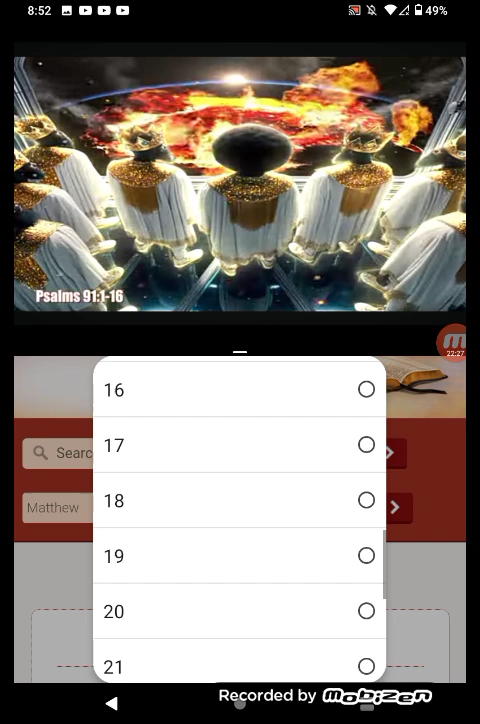 8:52
49%
Psalms 91:1-16
22:27
16
17
Searc
18
Matthew
19
20
21
Recorded by Mobizen